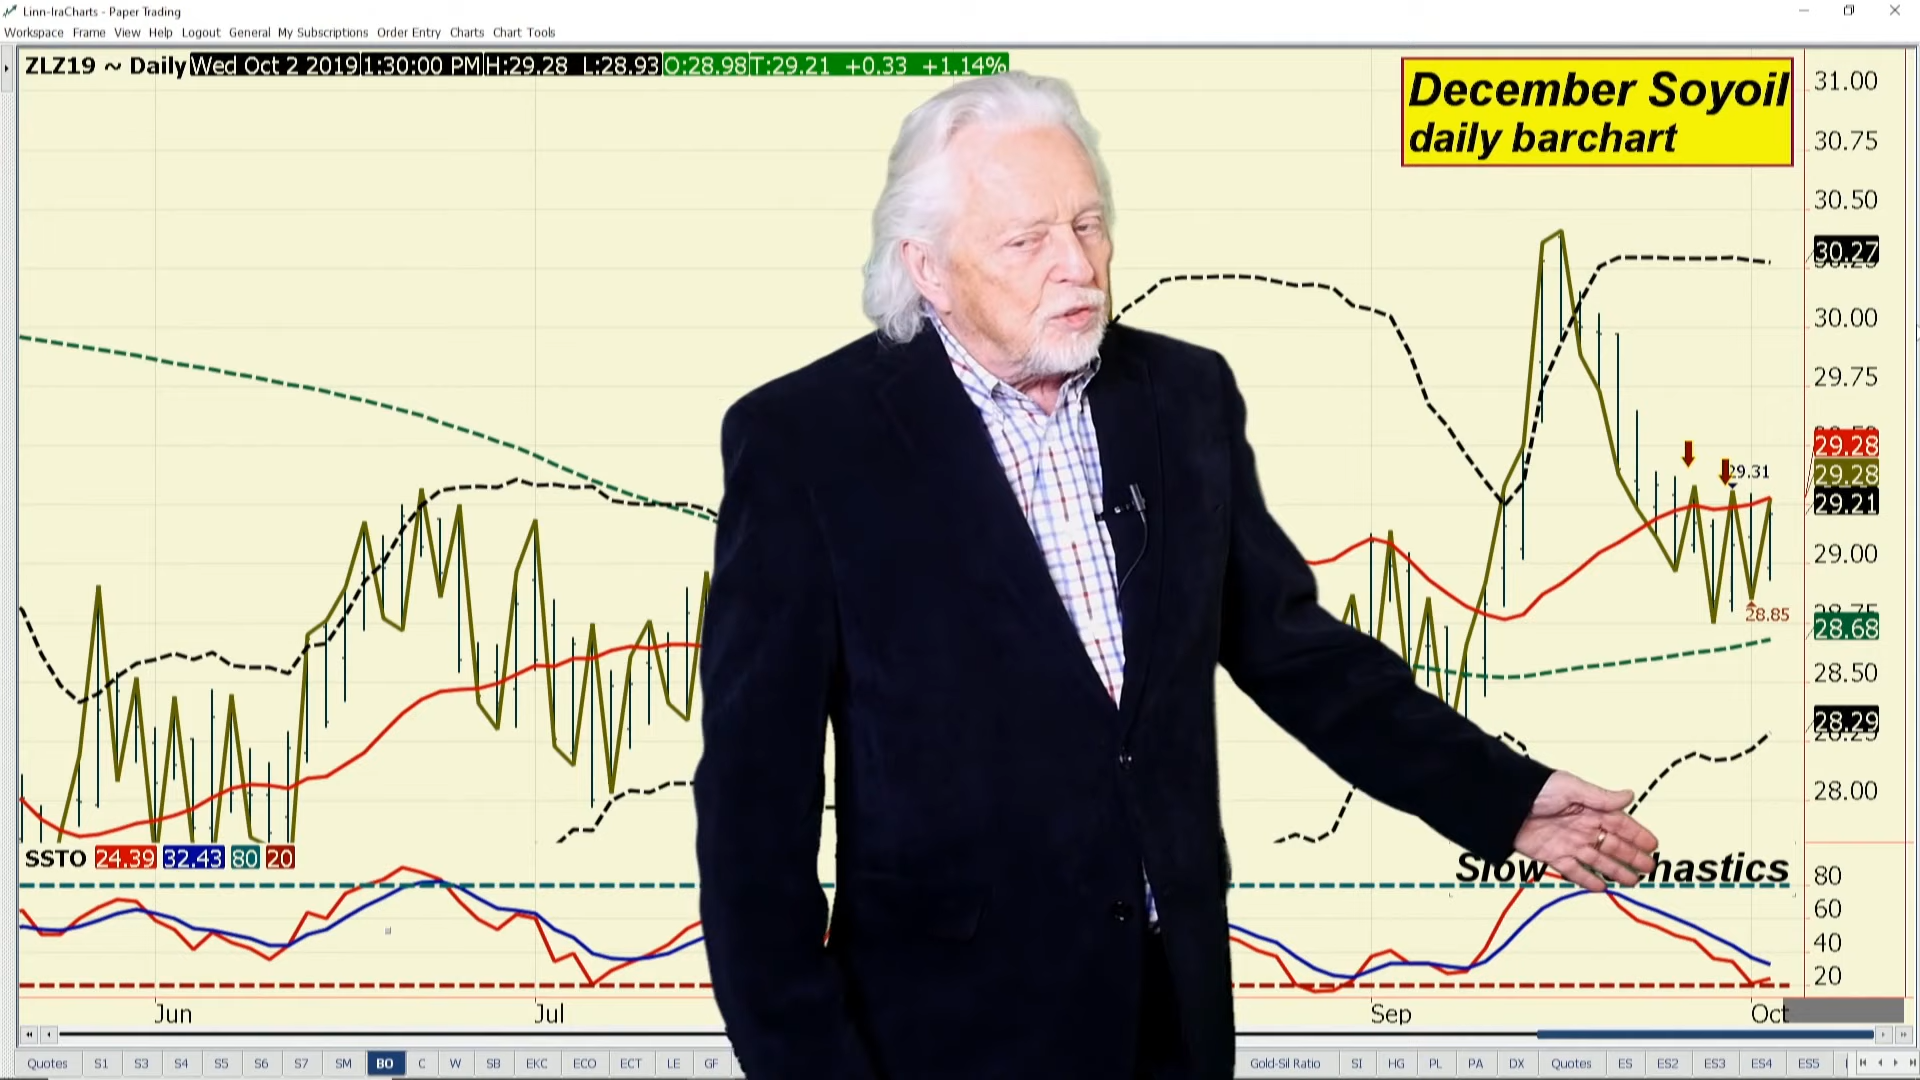 Linn-IraCharts - Paper Trading
Workspace Frame View Help Logout General My Subscriptions Order Entry Charts Chart Tools
ZLZ19 ~ Daily Wed Oct 2 2019 1:30:00 PM H:29.28 L:28.93 O:28.98 T:29.21 +0.33 +1.14%
December Soyoil
daily barchart
31.00
30.75
30.50
30.27
30.00
29.75
29.28
29.31
29.28
29.21
29.00
28.85
28.68
28.50
28.29
28.00
SSTO 24.39 32.43 80 20
Slow
80
60
40
20
Jun Jul Sep Oct
Quotes S1 S3 S4 S5 S6 S7 SM BO C W SB EKC ECO ECT LE GF Gold-Sil Ratio SI HG PL PA DX Quotes ES ES2 ES3 ES4 ES5